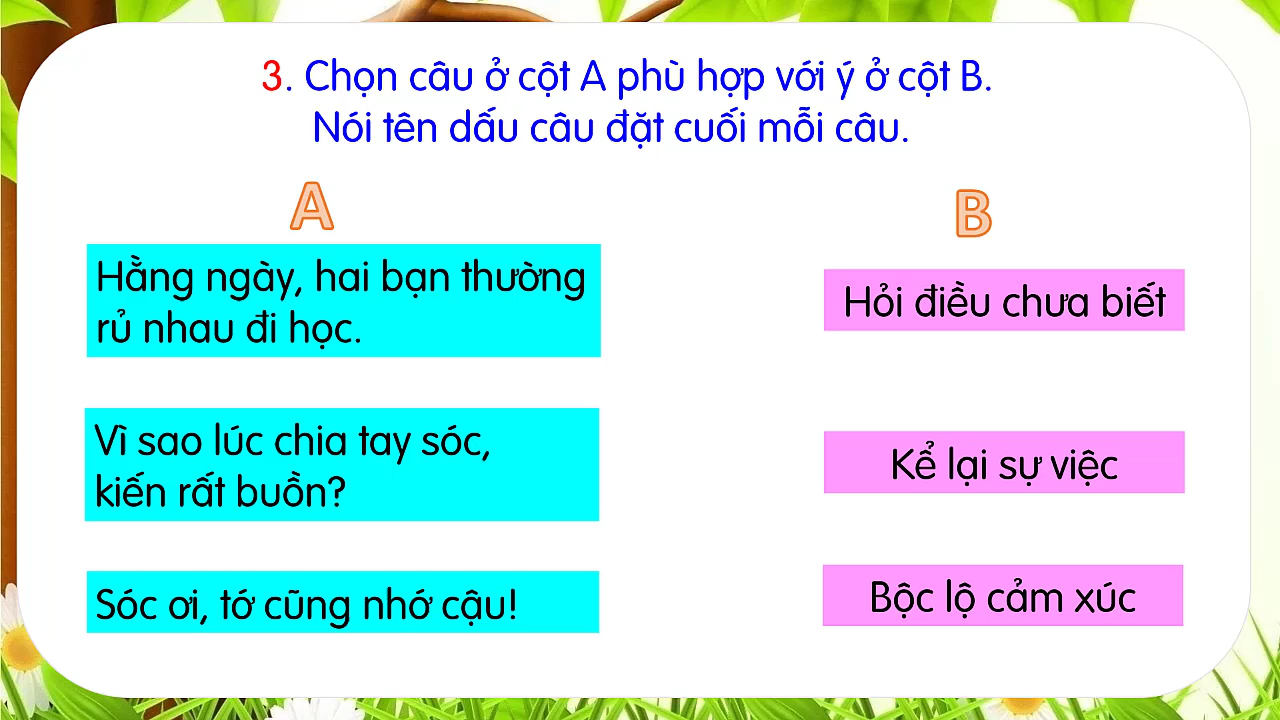 3. Chọn câu ở cột A phù hợp với ý ở cột B.
Nói tên dấu câu đặt cuối mỗi câu.
A
B
Hằng ngày, hai bạn thường
rủ nhau đi học.
Hỏi điều chưa biết
Vì sao lúc chia tay sóc,
kiến rất buồn?
Kể lại sự việc
Sóc ơi, tớ cũng nhớ cậu!
Bộc lộ cảm xúc